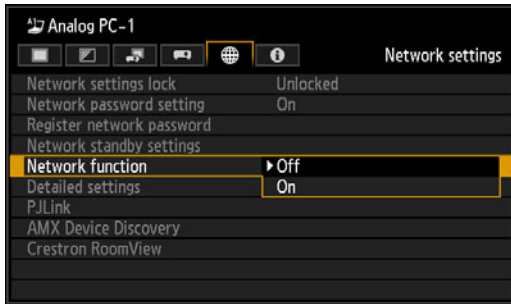 Analog PC-1
Network settings
Network settings lock Unlocked
Network password setting On
Register network password
Network standby settings
Network function Off
Detailed settings On
PJLink
AMX Device Discovery
Crestron RoomView